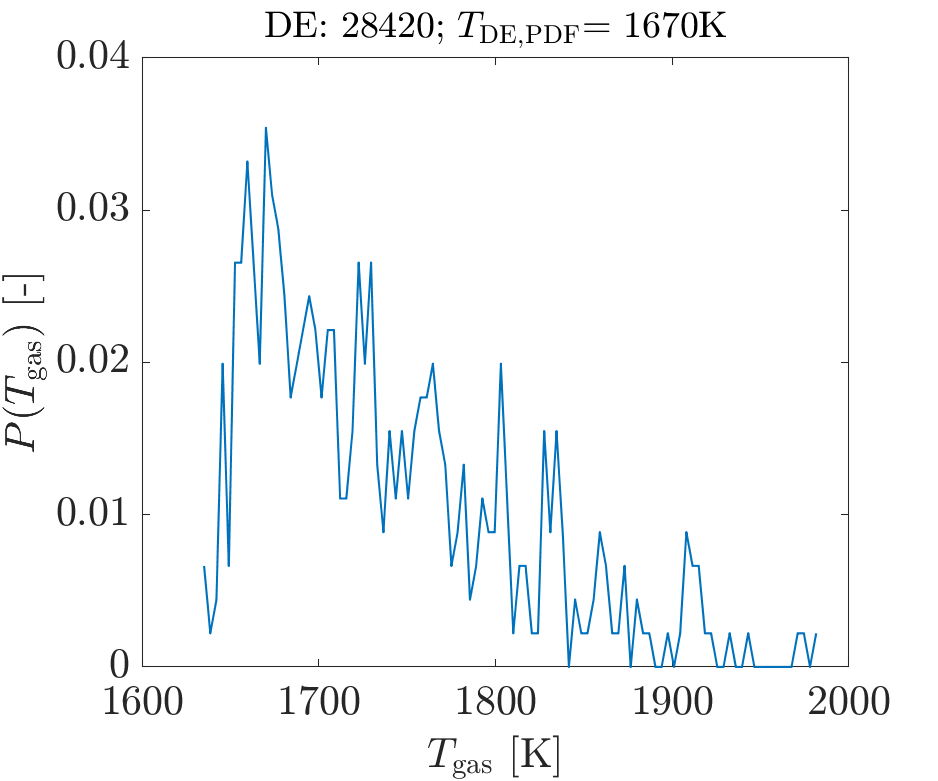 DE: 28420; T_DE,PDF= 1670K
0.04
0.03
0.02
0.01
0
P(T_gas) [-]
1600 1700 1800 1900 2000
T_gas [K]